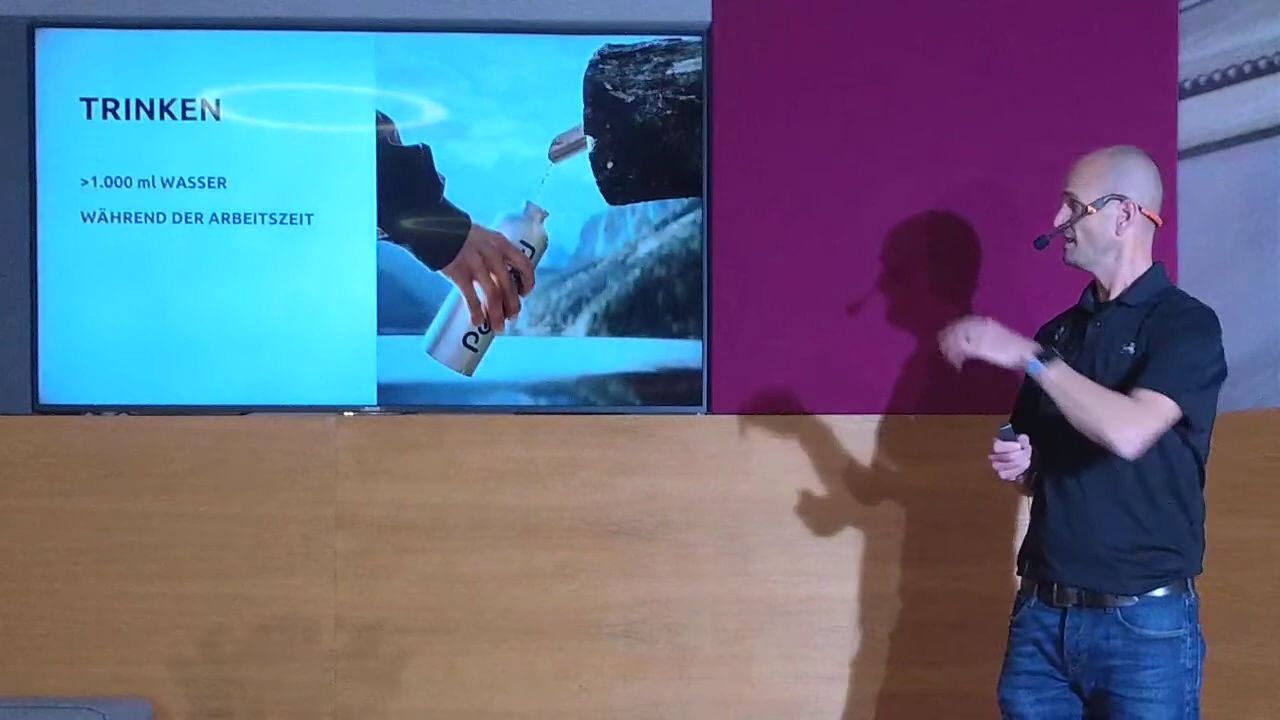 TRINKEN
>1.000 ml WASSER
WÄHREND DER ARBEITSZEIT